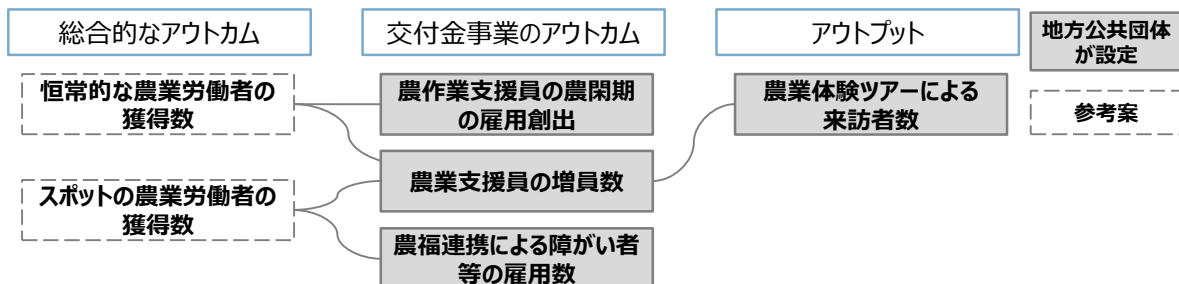 総合的なアウトカム
交付金事業のアウトカム
アウトプット
地方公共団体
が設定
恒常的な農業労働者の
獲得数
農作業支援員の農閑期
の雇用創出
農業体験ツアーによる
来訪者数
参考案
農業支援員の増員数
スポットの農業労働者の
獲得数
農福連携による障がい者
等の雇用数